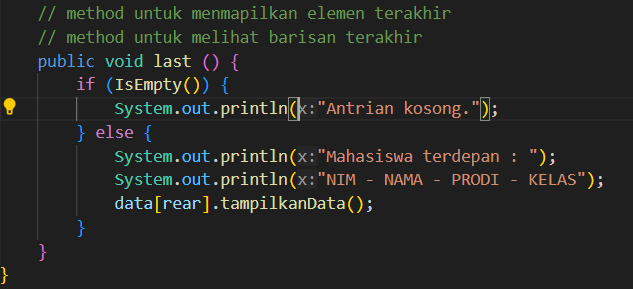 // method untuk menmapilkan elemen terakhir
// method untuk melihat barisan terakhir
public void last () {
if (IsEmpty()) {
System.out.println(x:"Antrian kosong.");
} else {
System.out.println(x:"Mahasiswa terdepan : ");
System.out.println(x:"NIM - NAMA - PRODI - KELAS");
data[rear].tampilkanData();
}
}
}